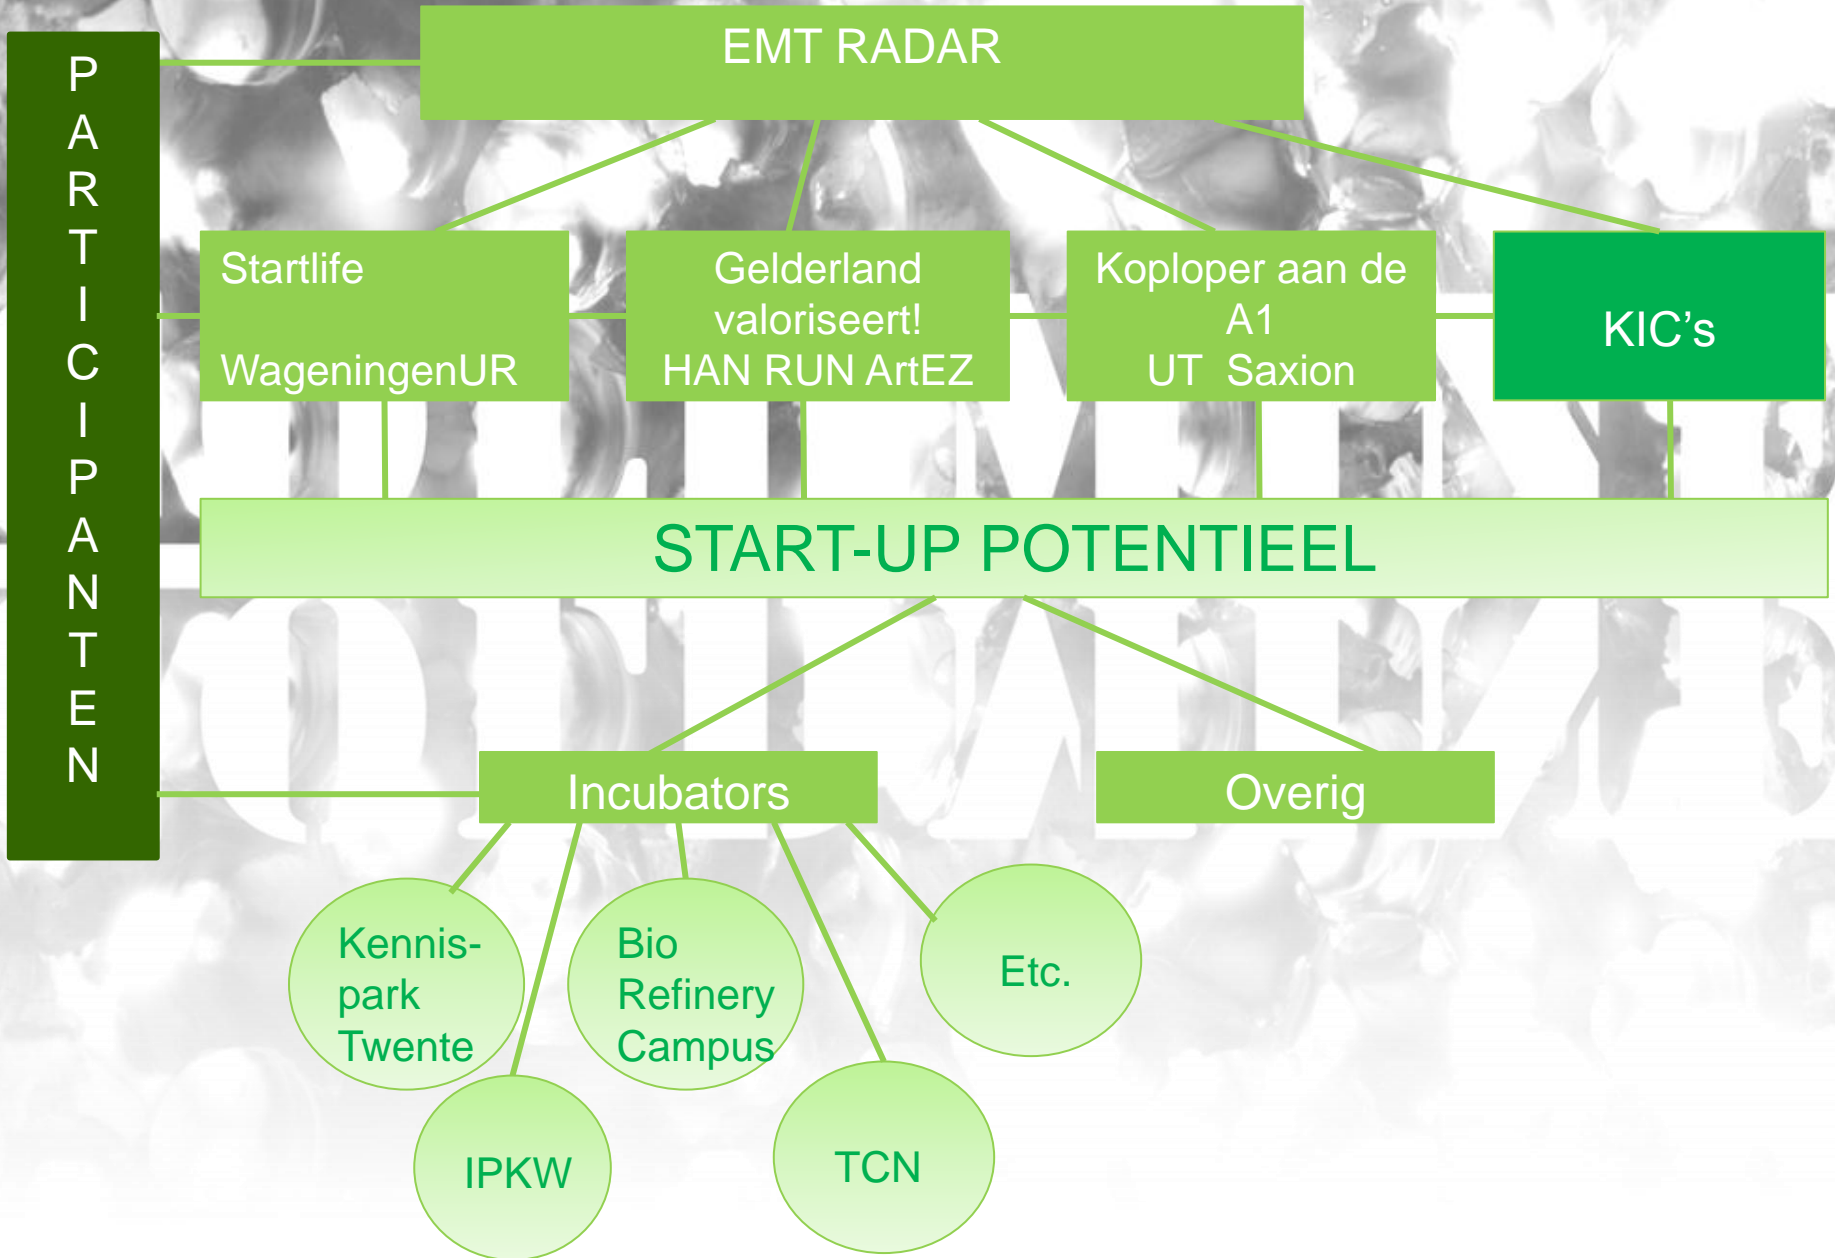 P
A
R
T
I
C
I
P
A
N
T
E
N
EMT RADAR
Startlife
WageningenUR
Gelderland
valoriseert!
HAN RUN ArtEZ
Koploper aan de
A1
UT  Saxion
KIC’s
START-UP POTENTIEEL
Incubators
Overig
Kennis-
park
Twente
Bio
Refinery
Campus
Etc.
IPKW
TCN